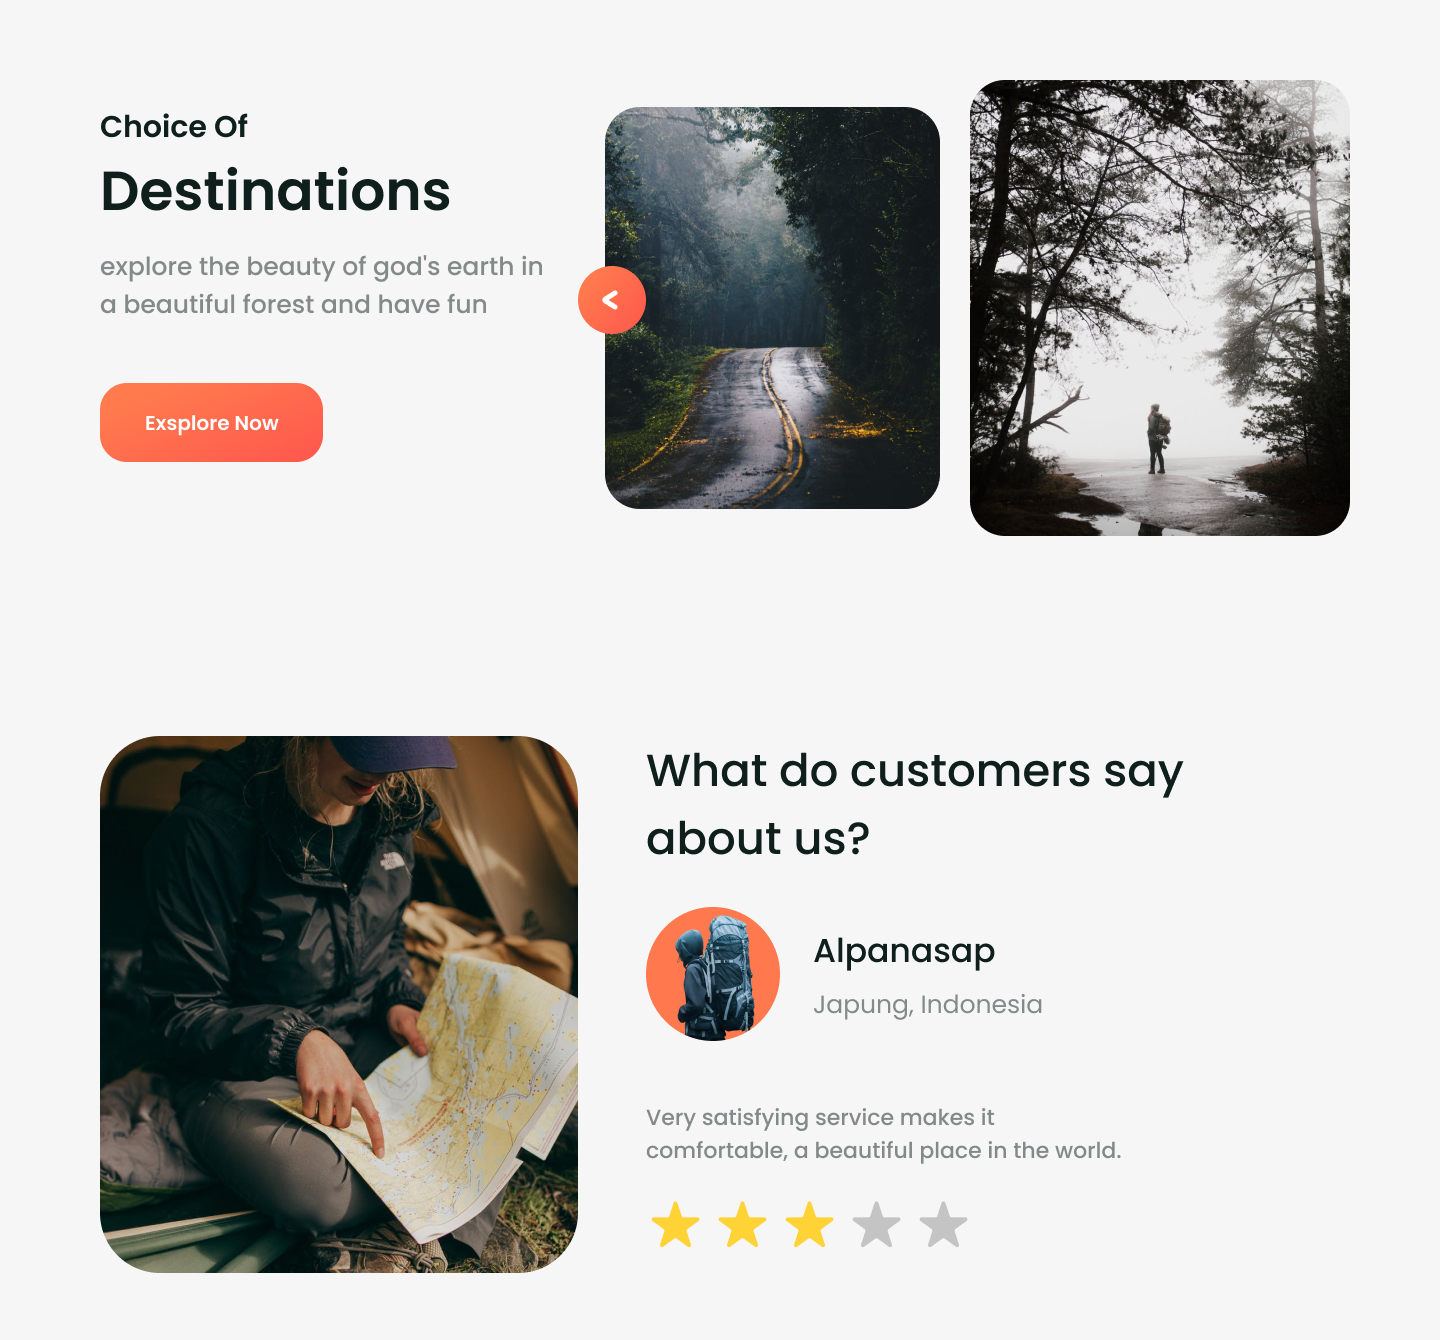 Choice Of
Destinations
explore the beauty of god's earth in
a beautiful forest and have fun
Exsplore Now
What do customers say
about us?
Alpanasap
Japung, Indonesia
Very satisfying service makes it
comfortable, a beautiful place in the world.